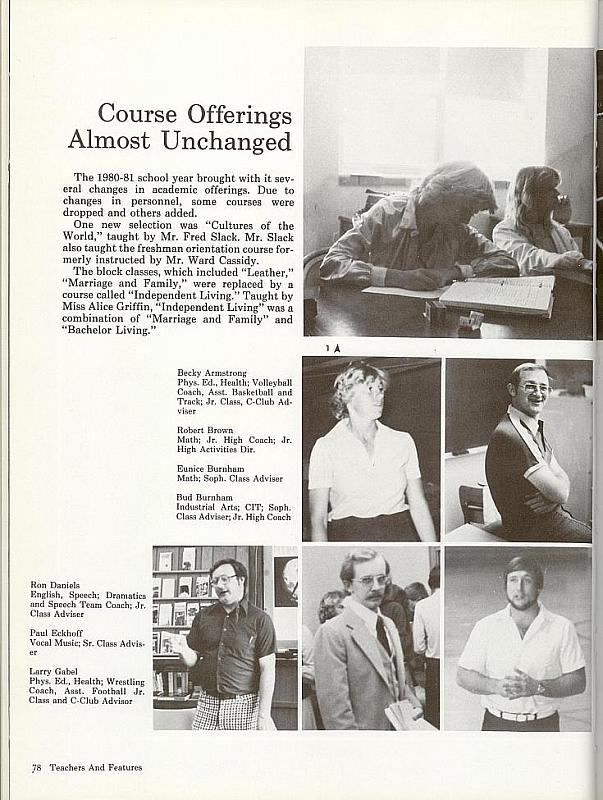 Course Offerings
Almost Unchanged
The 1980-81 school year brought with it sev-
eral changes in academic offerings. Due to
changes in personnel, some courses were
dropped and others added.
One new selection was "Cultures of the
World," taught by Mr. Fred Slack. Mr. Slack
also taught the freshman orientation course for-
merly instructed by Mr. Ward Cassidy.
The block classes, which included "Leather,"
"Marriage and Family," were replaced by a
course called "Independent Living." Taught by
Miss Alice Griffin, "Independent Living" was a
combination of "Marriage and Family" and
"Bachelor Living."
1 A
Becky Armstrong
Phys. Ed., Health; Volleyball
Coach, Asst. Basketball and
Track; Jr. Class, C-Club Ad-
viser
Robert Brown
Math; Jr. High Coach; Jr.
High Activities Dir.
Eunice Burnham
Math; Soph. Class Adviser
Bud Burnham
Industrial Arts; CIT; Soph.
Class Adviser; Jr. High Coach
Ron Daniels
English, Speech; Dramatics
and Speech Team Coach; Jr.
Class Adviser
Paul Eckhoff
Vocal Music; Sr. Class Advis-
er
Larry Gabel
Phys. Ed., Health; Wrestling
Coach, Asst. Football Jr.
Class and C-Club Advisor
78 Teachers And Features